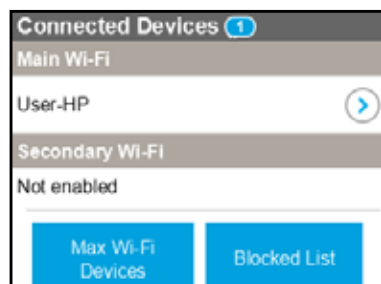 Connected Devices 1
Main Wi-Fi
User-HP
Secondary Wi-Fi
Not enabled
Max Wi-Fi
Devices
Blocked List